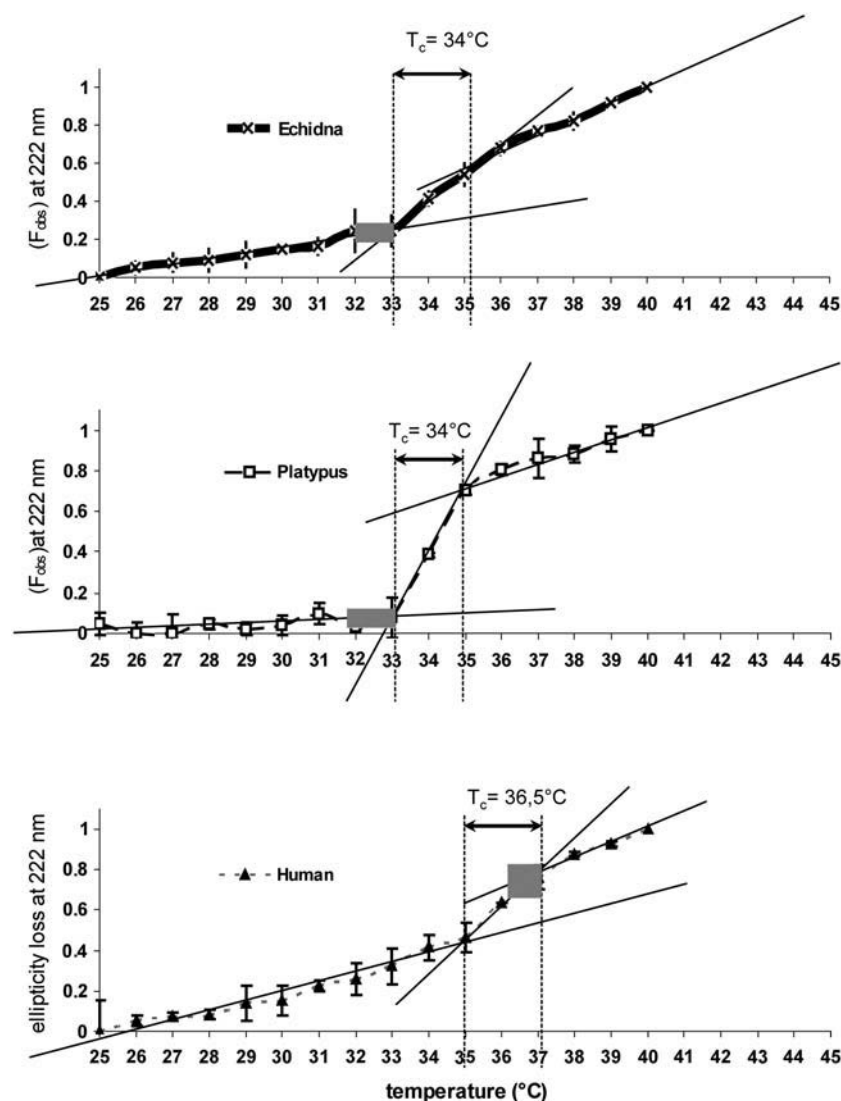 T_c= 34°C
1
0.8
0.6
0.4
0.2
0
(F_obs) at 222 nm
Echidna
25 26 27 28 29 30 31 32 33 34 35 36 37 38 39 40 41 42 43 44 45
T_c= 34°C
1
0.8
0.6
0.4
0.2
0
(F_obs)at 222 nm
Platypus
25 26 27 28 29 30 31 32 33 34 35 36 37 38 39 40 41 42 43 44 45
T_c= 36,5°C
1
0.8
0.6
0.4
0.2
0
ellipticity loss at 222 nm
Human
25 26 27 28 29 30 31 32 33 34 35 36 37 38 39 40 41 42 43 44 45
temperature (°C)